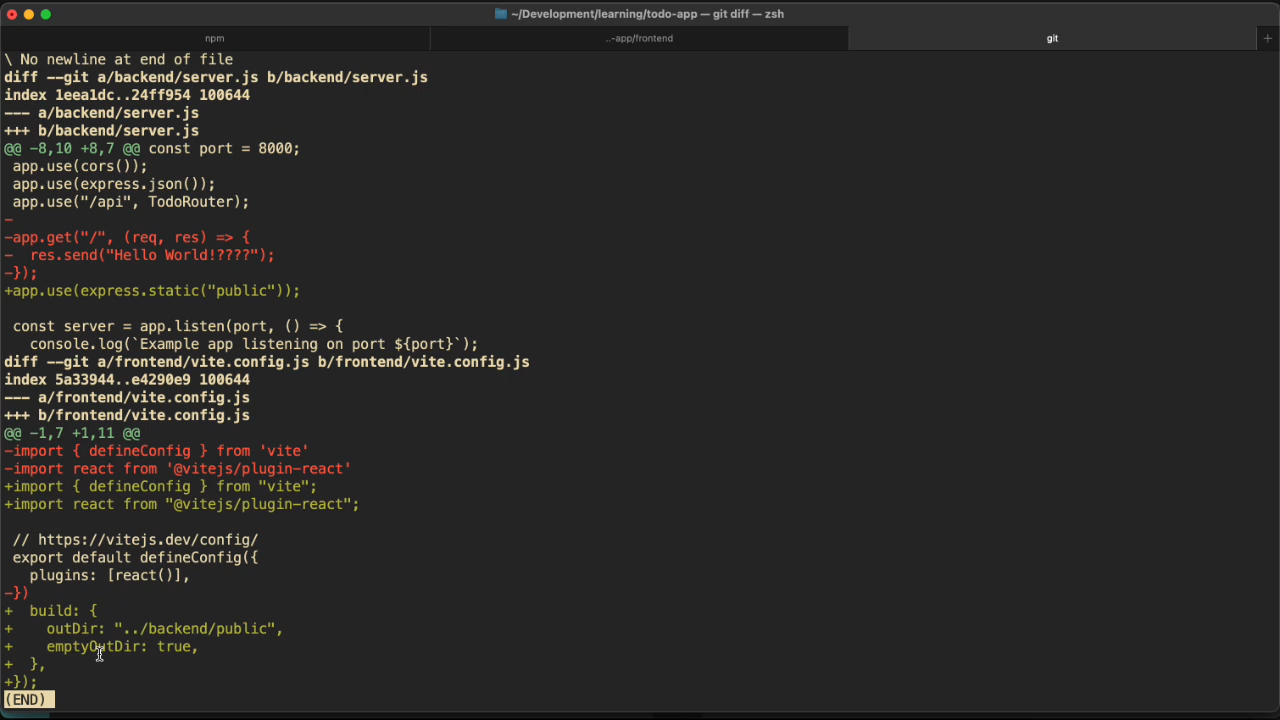 ~/Development/learning/todo-app — git diff — zsh
npm
..-app/frontend
git
+
\ No newline at end of file
diff --git a/backend/server.js b/backend/server.js
index 1eea1dc..24ff954 100644
--- a/backend/server.js
+++ b/backend/server.js
@@ -8,10 +8,7 @@ const port = 8000;
 app.use(cors());
 app.use(express.json());
 app.use("/api", TodoRouter);
-
-app.get("/", (req, res) => {
-  res.send("Hello World!????");
-});
+app.use(express.static("public"));

 const server = app.listen(port, () => {
   console.log(`Example app listening on port ${port}`);
diff --git a/frontend/vite.config.js b/frontend/vite.config.js
index 5a33944..e4290e9 100644
--- a/frontend/vite.config.js
+++ b/frontend/vite.config.js
@@ -1,7 +1,11 @@
-import { defineConfig } from 'vite'
-import react from '@vitejs/plugin-react'
+import { defineConfig } from "vite";
+import react from "@vitejs/plugin-react";

 // https://vitejs.dev/config/
 export default defineConfig({
   plugins: [react()],
-})
+  build: {
+    outDir: "../backend/public",
+    emptyOutDir: true,
+  },
+});
(END)